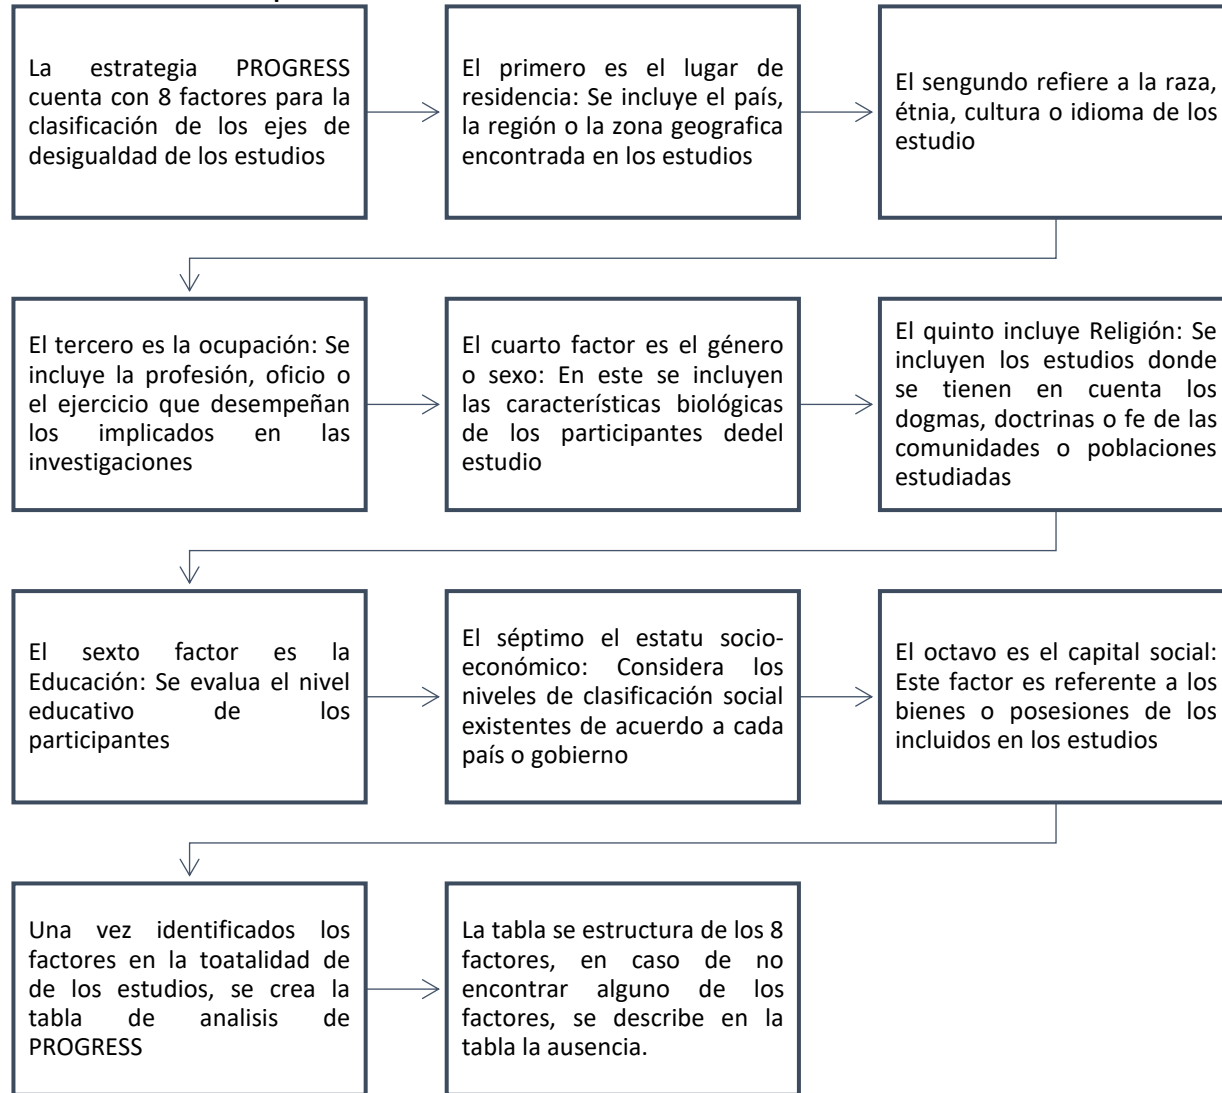 La estrategia PROGRESS
cuenta con 8 factores para la
clasificación de los ejes de
desigualdad de los estudios
El primero es el lugar de
residencia: Se incluye el país,
la región o la zona geografica
encontrada en los estudios
El sengundo refiere a la raza,
étnia, cultura o idioma de los
estudio
El tercero es la ocupación: Se
incluye la profesión, oficio o
el ejercicio que desempeñan
los implicados en las
investigaciones
El cuarto factor es el género
o sexo: En este se incluyen
las características biológicas
de los participantes dedel
estudio
El quinto incluye Religión: Se
incluyen los estudios donde
se tienen en cuenta los
dogmas, doctrinas o fe de las
comunidades o poblaciones
estudiadas
El sexto factor es la
Educación: Se evalua el nivel
educativo de los
participantes
El séptimo el estatu socio-
económico: Considera los
niveles de clasificación social
existentes de acuerdo a cada
país o gobierno
El octavo es el capital social:
Este factor es referente a los
bienes o posesiones de los
incluidos en los estudios
Una vez identificados los
factores en la toatalidad de
de los estudios, se crea la
tabla de analisis de
PROGRESS
La tabla se estructura de los 8
factores, en caso de no
encontrar alguno de los
factores, se describe en la
tabla la ausencia.